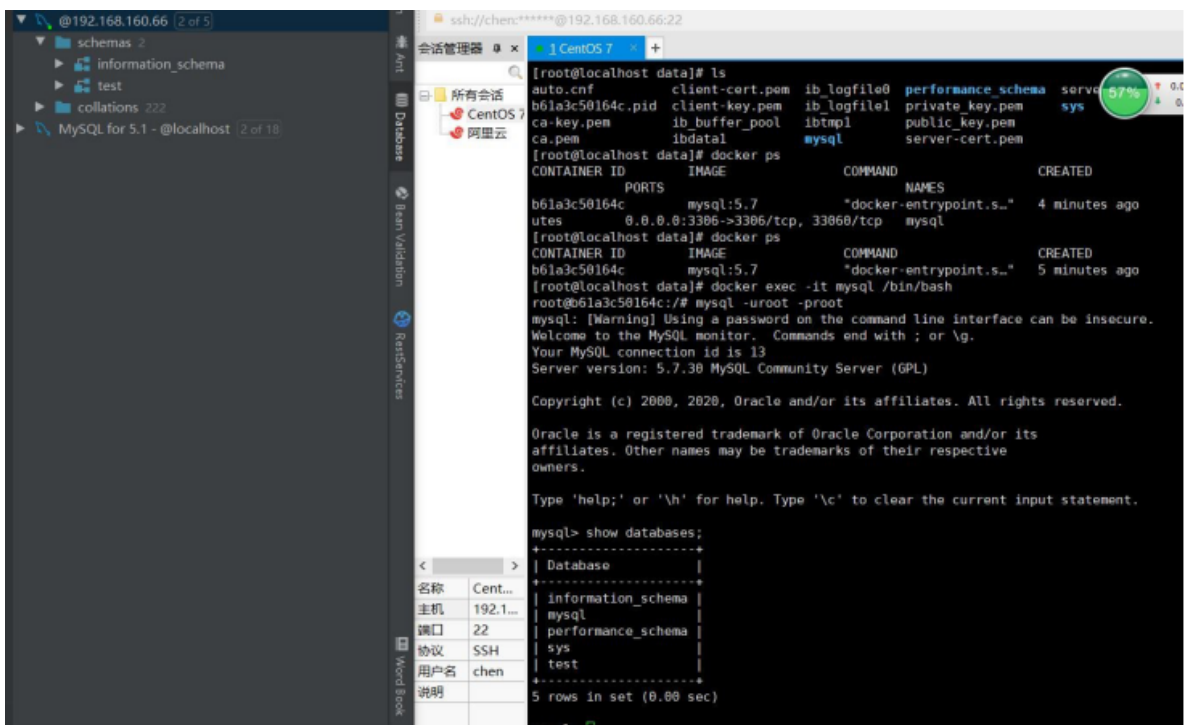 @192.168.160.66 2 of 5
schemas 2
information_schema
test
collations 222
MySQL for 5.1 - @localhost 2 of 18
Ant
Database
Bean Validation
RestServices
Word Book
ssh://chen:******@192.168.160.66:22
会话管理器
1 CentOS 7
所有会话
CentOS 7
阿里云
名称 Cent...
主机 192.1...
端口 22
协议 SSH
用户名 chen
说明
57%
[root@localhost data]# ls
auto.cnf client-cert.pem ib_logfile0 performance_schema serve
b61a3c50164c.pid client-key.pem ib_logfile1 private_key.pem sys
ca-key.pem ib_buffer_pool ibtmp1 public_key.pem
ca.pem ibdata1 mysql server-cert.pem
[root@localhost data]# docker ps
CONTAINER ID IMAGE COMMAND CREATED
PORTS NAMES
b61a3c50164c mysql:5.7 "docker-entrypoint.s…" 4 minutes ago
utes 0.0.0.0:3306->3306/tcp, 33060/tcp mysql
[root@localhost data]# docker ps
CONTAINER ID IMAGE COMMAND CREATED
b61a3c50164c mysql:5.7 "docker-entrypoint.s…" 5 minutes ago
[root@localhost data]# docker exec -it mysql /bin/bash
root@b61a3c50164c:/# mysql -uroot -proot
mysql: [Warning] Using a password on the command line interface can be insecure.
Welcome to the MySQL monitor. Commands end with ; or \g.
Your MySQL connection id is 13
Server version: 5.7.30 MySQL Community Server (GPL)
Copyright (c) 2000, 2020, Oracle and/or its affiliates. All rights reserved.
Oracle is a registered trademark of Oracle Corporation and/or its
affiliates. Other names may be trademarks of their respective
owners.
Type 'help;' or '\h' for help. Type '\c' to clear the current input statement.
mysql> show databases;
+--------------------+
| Database |
+--------------------+
| information_schema |
| mysql |
| performance_schema |
| sys |
| test |
+--------------------+
5 rows in set (0.00 sec)